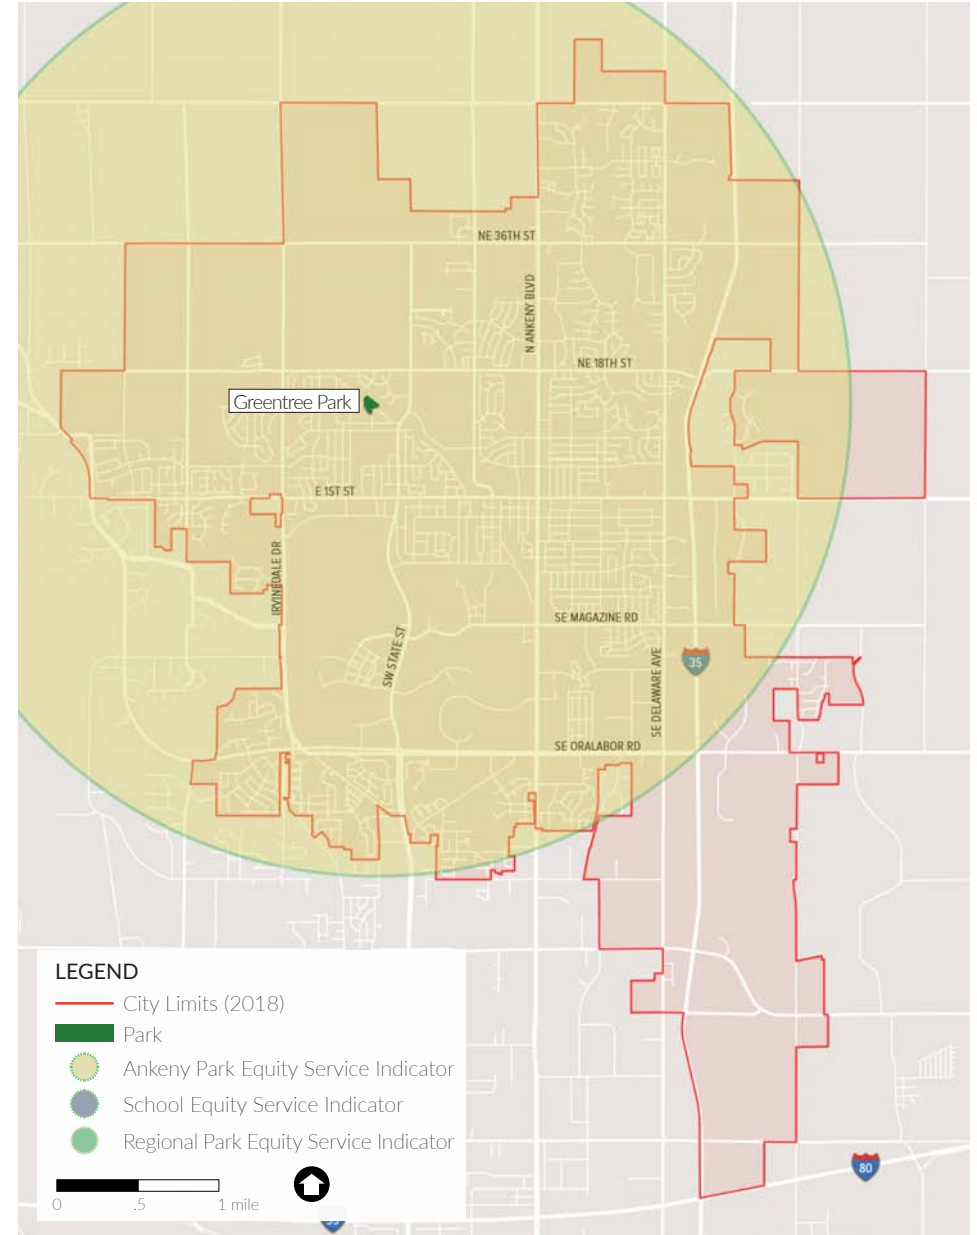 NE 36TH ST
N ANKENY BLVD
NE 18TH ST
Greentree Park
E 1ST ST
IRVINEDALE DR
SE MAGAZINE RD
SW STATE ST
SE DELAWARE AVE
35
SE ORALABOR RD
LEGEND
City Limits (2018)
Park
Ankeny Park Equity Service Indicator
School Equity Service Indicator
Regional Park Equity Service Indicator
0 .5 1 mile
80